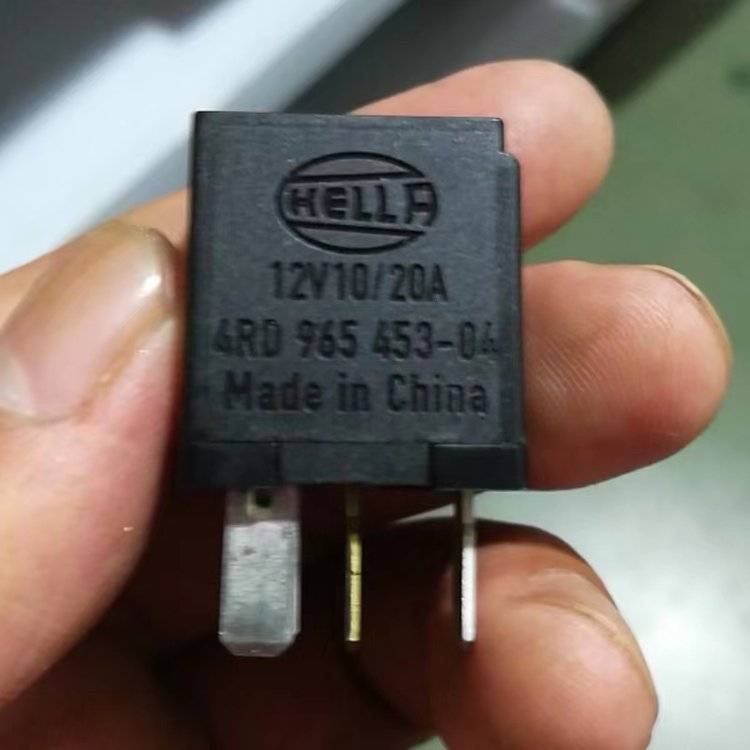 HELLA
12V10/20A
4RD 965 453-04
Made in China